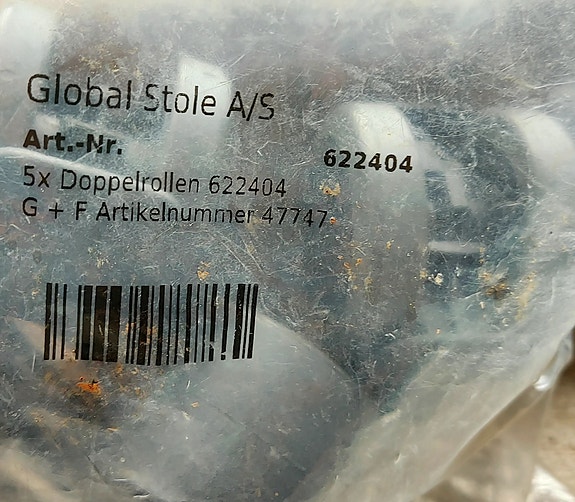 Global Stole A/S
Art.-Nr. 622404
5x Doppelrollen 622404
G + F Artikelnummer 47747